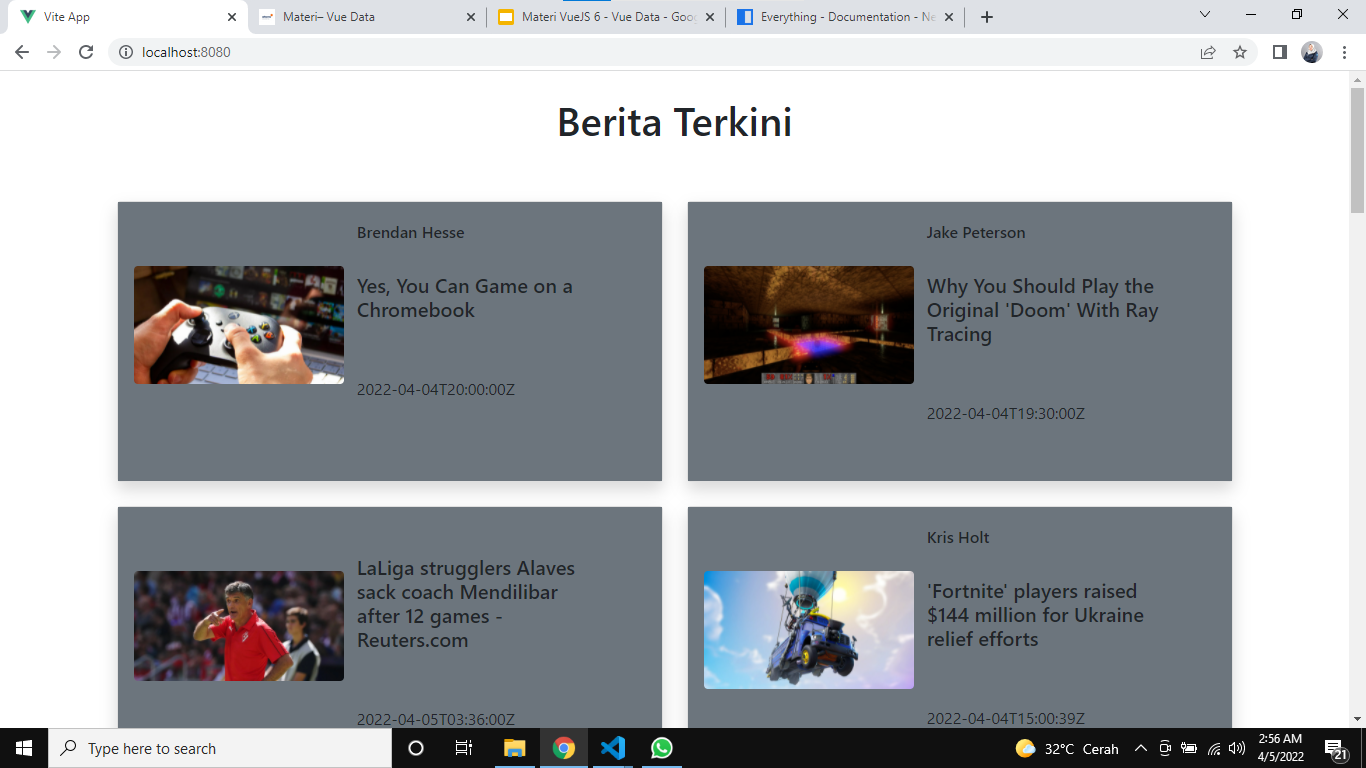 Vite App
Materi– Vue Data
Materi VueJS 6 - Vue Data - Goo
Everything - Documentation - Ne
localhost:8080
Berita Terkini
Brendan Hesse
Yes, You Can Game on a
Chromebook
2022-04-04T20:00:00Z
Jake Peterson
Why You Should Play the
Original 'Doom' With Ray
Tracing
2022-04-04T19:30:00Z
LaLiga strugglers Alaves
sack coach Mendilibar
after 12 games -
Reuters.com
2022-04-05T03:36:00Z
Kris Holt
'Fortnite' players raised
$144 million for Ukraine
relief efforts
2022-04-04T15:00:39Z
Type here to search
32°C Cerah
2:56 AM
4/5/2022
21